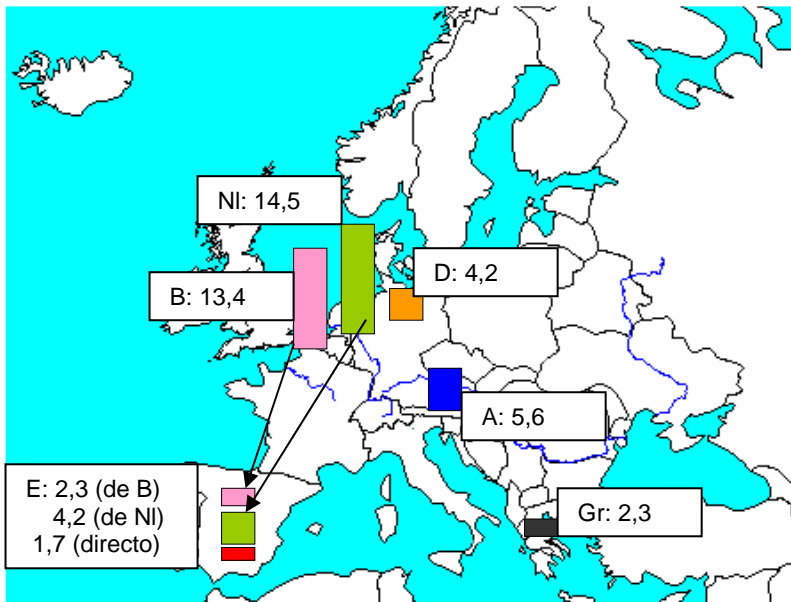 Nl: 14,5
B: 13,4
D: 4,2
A: 5,6
E: 2,3 (de B)
4,2 (de Nl)
1,7 (directo)
Gr: 2,3